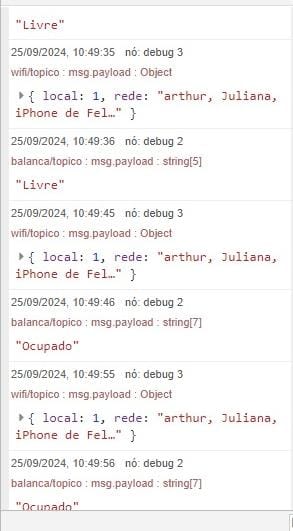 "Livre"
25/09/2024, 10:49:35 nó: debug 3
wifi/topico : msg.payload : Object
▶{ local: 1, rede: "arthur, Juliana,
iPhone de Fel…" }
25/09/2024, 10:49:36 nó: debug 2
balanca/topico : msg.payload : string[5]
"Livre"
25/09/2024, 10:49:45 nó: debug 3
wifi/topico : msg.payload : Object
▶{ local: 1, rede: "arthur, Juliana,
iPhone de Fel…" }
25/09/2024, 10:49:46 nó: debug 2
balanca/topico : msg.payload : string[7]
"Ocupado"
25/09/2024, 10:49:55 nó: debug 3
wifi/topico : msg.payload : Object
▶{ local: 1, rede: "arthur, Juliana,
iPhone de Fel…" }
25/09/2024, 10:49:56 nó: debug 2
balanca/topico : msg.payload : string[7]
"Ocupado"